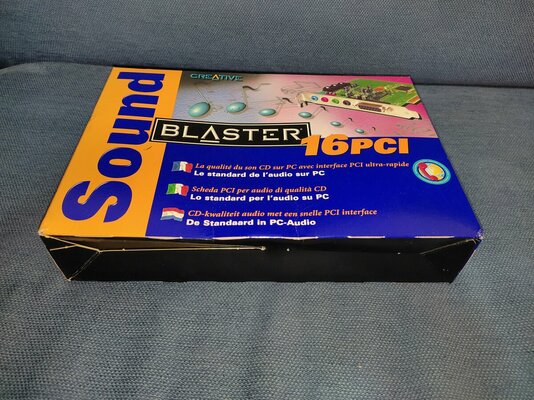 CREATIVE
Sound
BLASTER
16PCI
La qualité du son CD sur PC avec interface PCI ultra-rapide
Le standard de l'audio sur PC
Scheda PCI per audio di qualità CD
Lo standard per l'audio su PC
CD-kwaliteit audio met een snelle PCI interface
De Standaard in PC-Audio